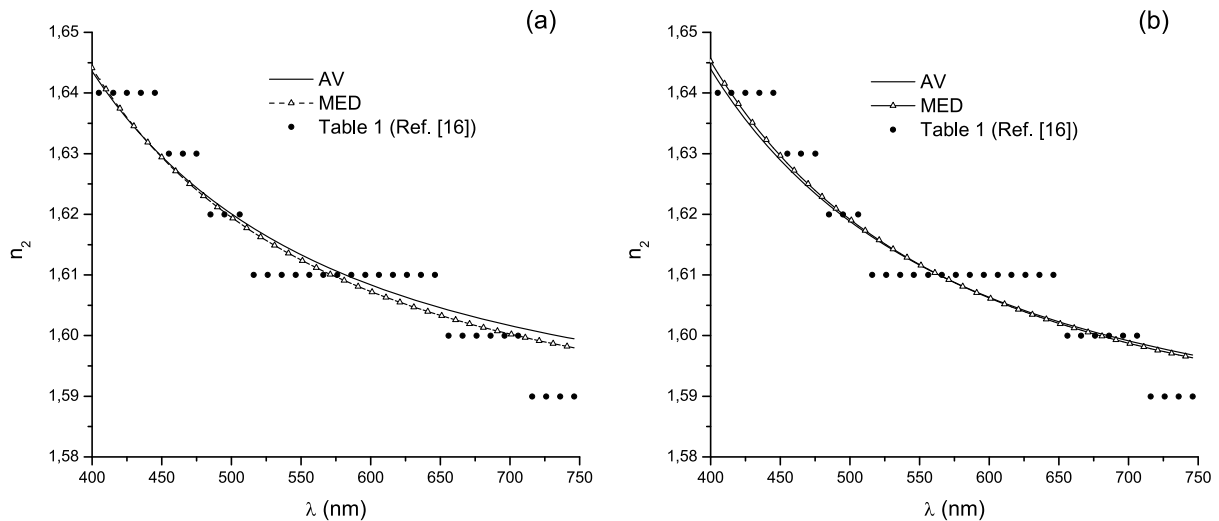 (a)
1,65
1,64
1,63
1,62
1,61
1,60
1,59
1,58
n2
400 450 500 550 600 650 700 750
λ (nm)
AV
MED
Table 1 (Ref. [16])
(b)
1,65
1,64
1,63
1,62
1,61
1,60
1,59
1,58
n2
400 450 500 550 600 650 700 750
λ (nm)
AV
MED
Table 1 (Ref. [16])